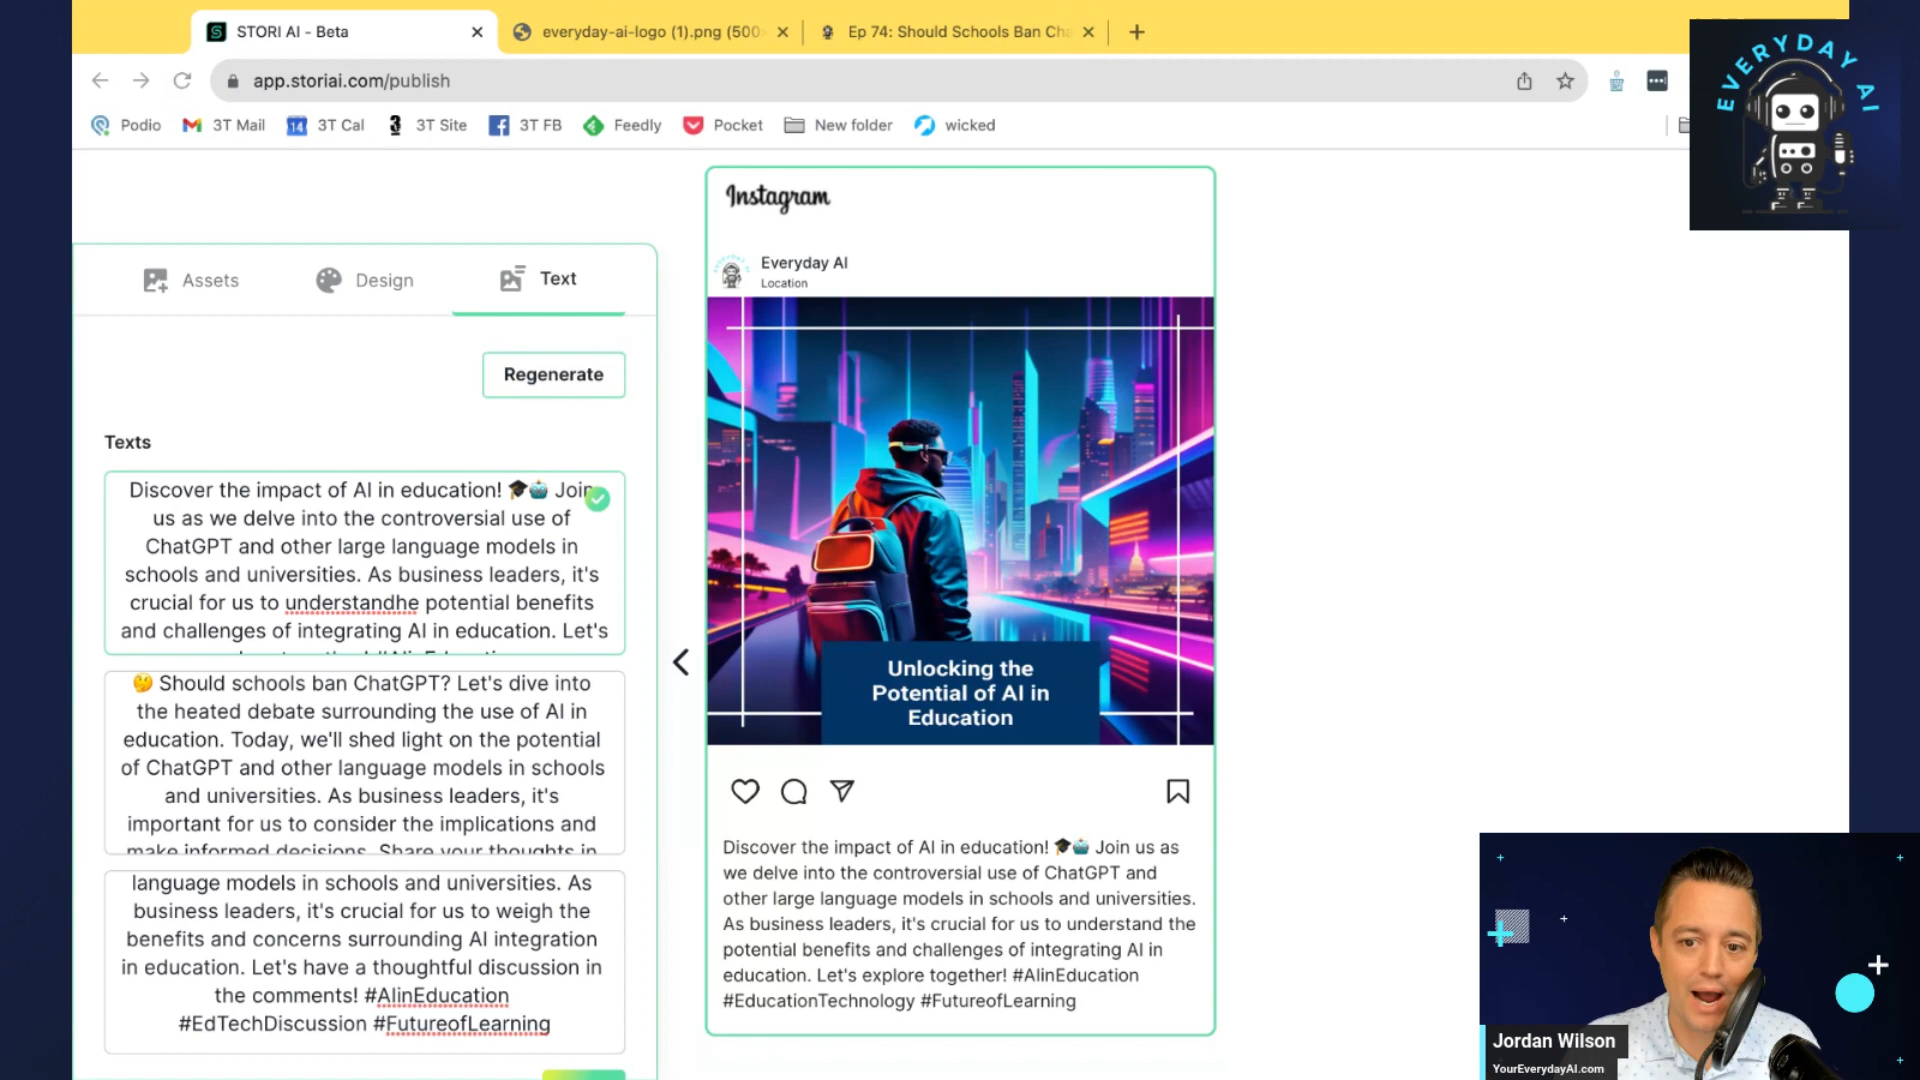 STORI AI - Beta
everyday-ai-logo (1).png (500
Ep 74: Should Schools Ban Cha
app.storiai.com/publish
Podio
3T Mail
14
3T Cal
3
3T Site
3T FB
Feedly
Pocket
New folder
wicked
EVERYDAY AI
Assets
Design
Text
Regenerate
Texts
Discover the impact of AI in education! 🎓🤖 Join
us as we delve into the controversial use of
ChatGPT and other large language models in
schools and universities. As business leaders, it's
crucial for us to understandhe potential benefits
and challenges of integrating AI in education. Let's
🤔 Should schools ban ChatGPT? Let's dive into
the heated debate surrounding the use of AI in
education. Today, we'll shed light on the potential
of ChatGPT and other language models in schools
and universities. As business leaders, it's
important for us to consider the implications and
make informed decisions. Share your thoughts in
language models in schools and universities. As
business leaders, it's crucial for us to weigh the
benefits and concerns surrounding AI integration
in education. Let's have a thoughtful discussion in
the comments! #AIinEducation
#EdTechDiscussion #FutureofLearning
Instagram
Everyday AI
Location
Unlocking the
Potential of AI in
Education
Discover the impact of AI in education! 🎓🤖 Join us as
we delve into the controversial use of ChatGPT and
other large language models in schools and universities.
As business leaders, it's crucial for us to understand the
potential benefits and challenges of integrating AI in
education. Let's explore together! #AIinEducation
#EducationTechnology #FutureofLearning
Jordan Wilson
YourEverydayAI.com